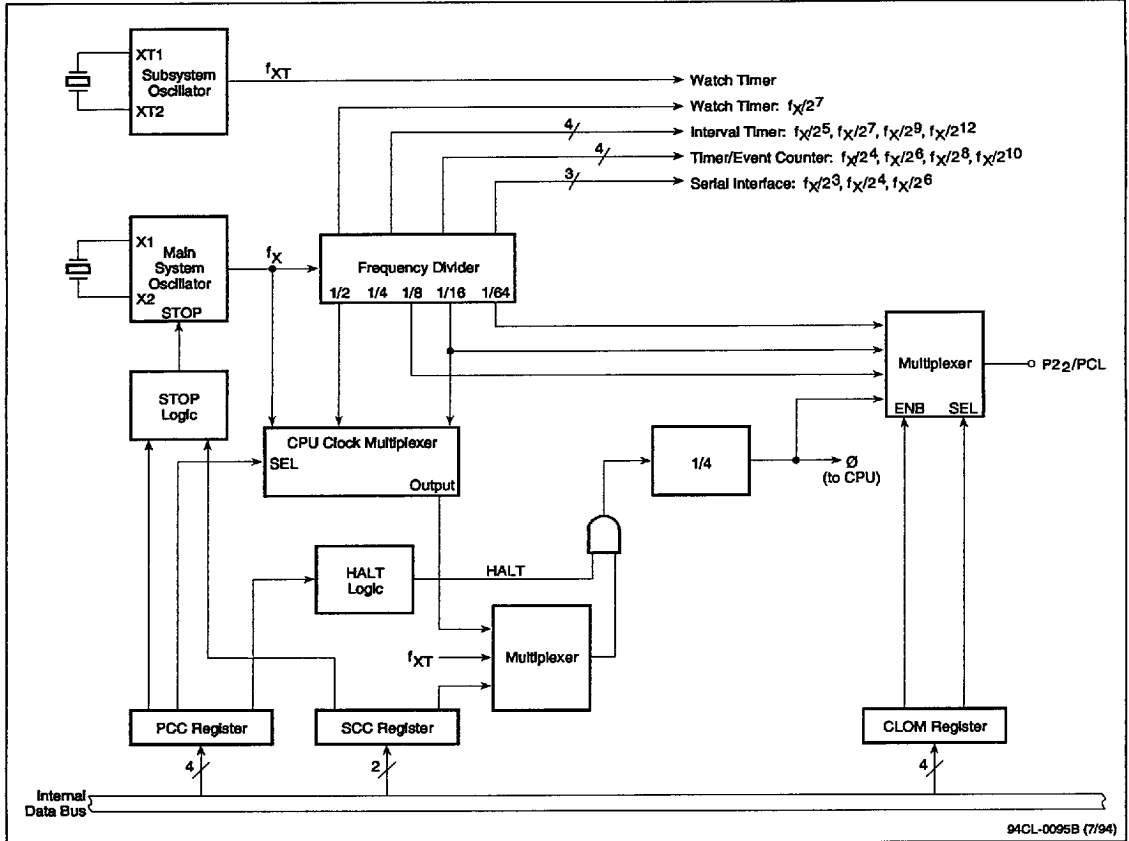 XT1
Subsystem
Oscillator
XT2
fXT
Watch Timer
Watch Timer: fX/2^7
4
Interval Timer: fX/2^5, fX/2^7, fX/2^9, fX/2^12
4
Timer/Event Counter: fX/2^4, fX/2^6, fX/2^8, fX/2^10
3
Serial Interface: fX/2^3, fX/2^4, fX/2^6
X1
Main
System
Oscillator
X2
STOP
fX
Frequency Divider
1/2 1/4 1/8 1/16 1/64
Multiplexer
ENB SEL
P2₂/PCL
STOP
Logic
CPU Clock Multiplexer
SEL
Output
1/4
Ø
(to CPU)
HALT
Logic
HALT
fXT
Multiplexer
PCC Register
SCC Register
CLOM Register
4
2
4
Internal
Data Bus
94CL-0095B (7/94)